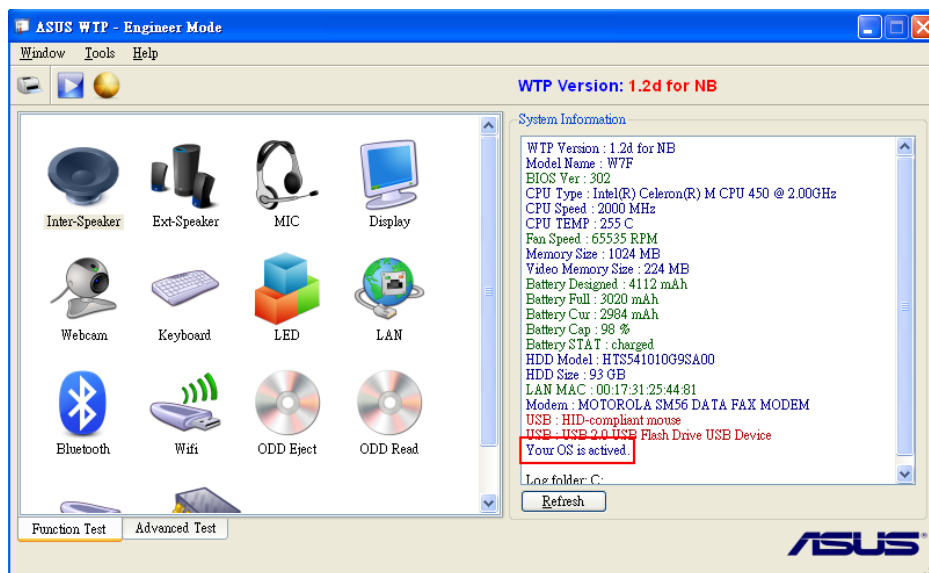 ASUS WTP - Engineer Mode
Window Tools Help
WTP Version: 1.2d for NB
Inter-Speaker Ext-Speaker MIC Display
Webcam Keyboard LED LAN
Bluetooth Wifi ODD Eject ODD Read
Function Test Advanced Test
System Information
WTP Version : 1.2d for NB
Model Name : W7F
BIOS Ver : 302
CPU Type : Intel(R) Celeron(R) M CPU 450 @ 2.00GHz
CPU Speed : 2000 MHz
CPU TEMP : 255 C
Fan Speed : 65535 RPM
Memory Size : 1024 MB
Video Memory Size : 224 MB
Battery Designed : 4112 mAh
Battery Full : 3020 mAh
Battery Cur : 2984 mAh
Battery Cap : 98 %
Battery STAT : charged
HDD Model : HTS541010G9SA00
HDD Size : 93 GB
LAN MAC : 00:17:31:25:44:81
Modem : MOTOROLA SM56 DATA FAX MODEM
USB : HID-compliant mouse
USB : USB 2.0 USB Flash Drive USB Device
Your OS is actived.
Log folder: C:
Refresh
ASUS